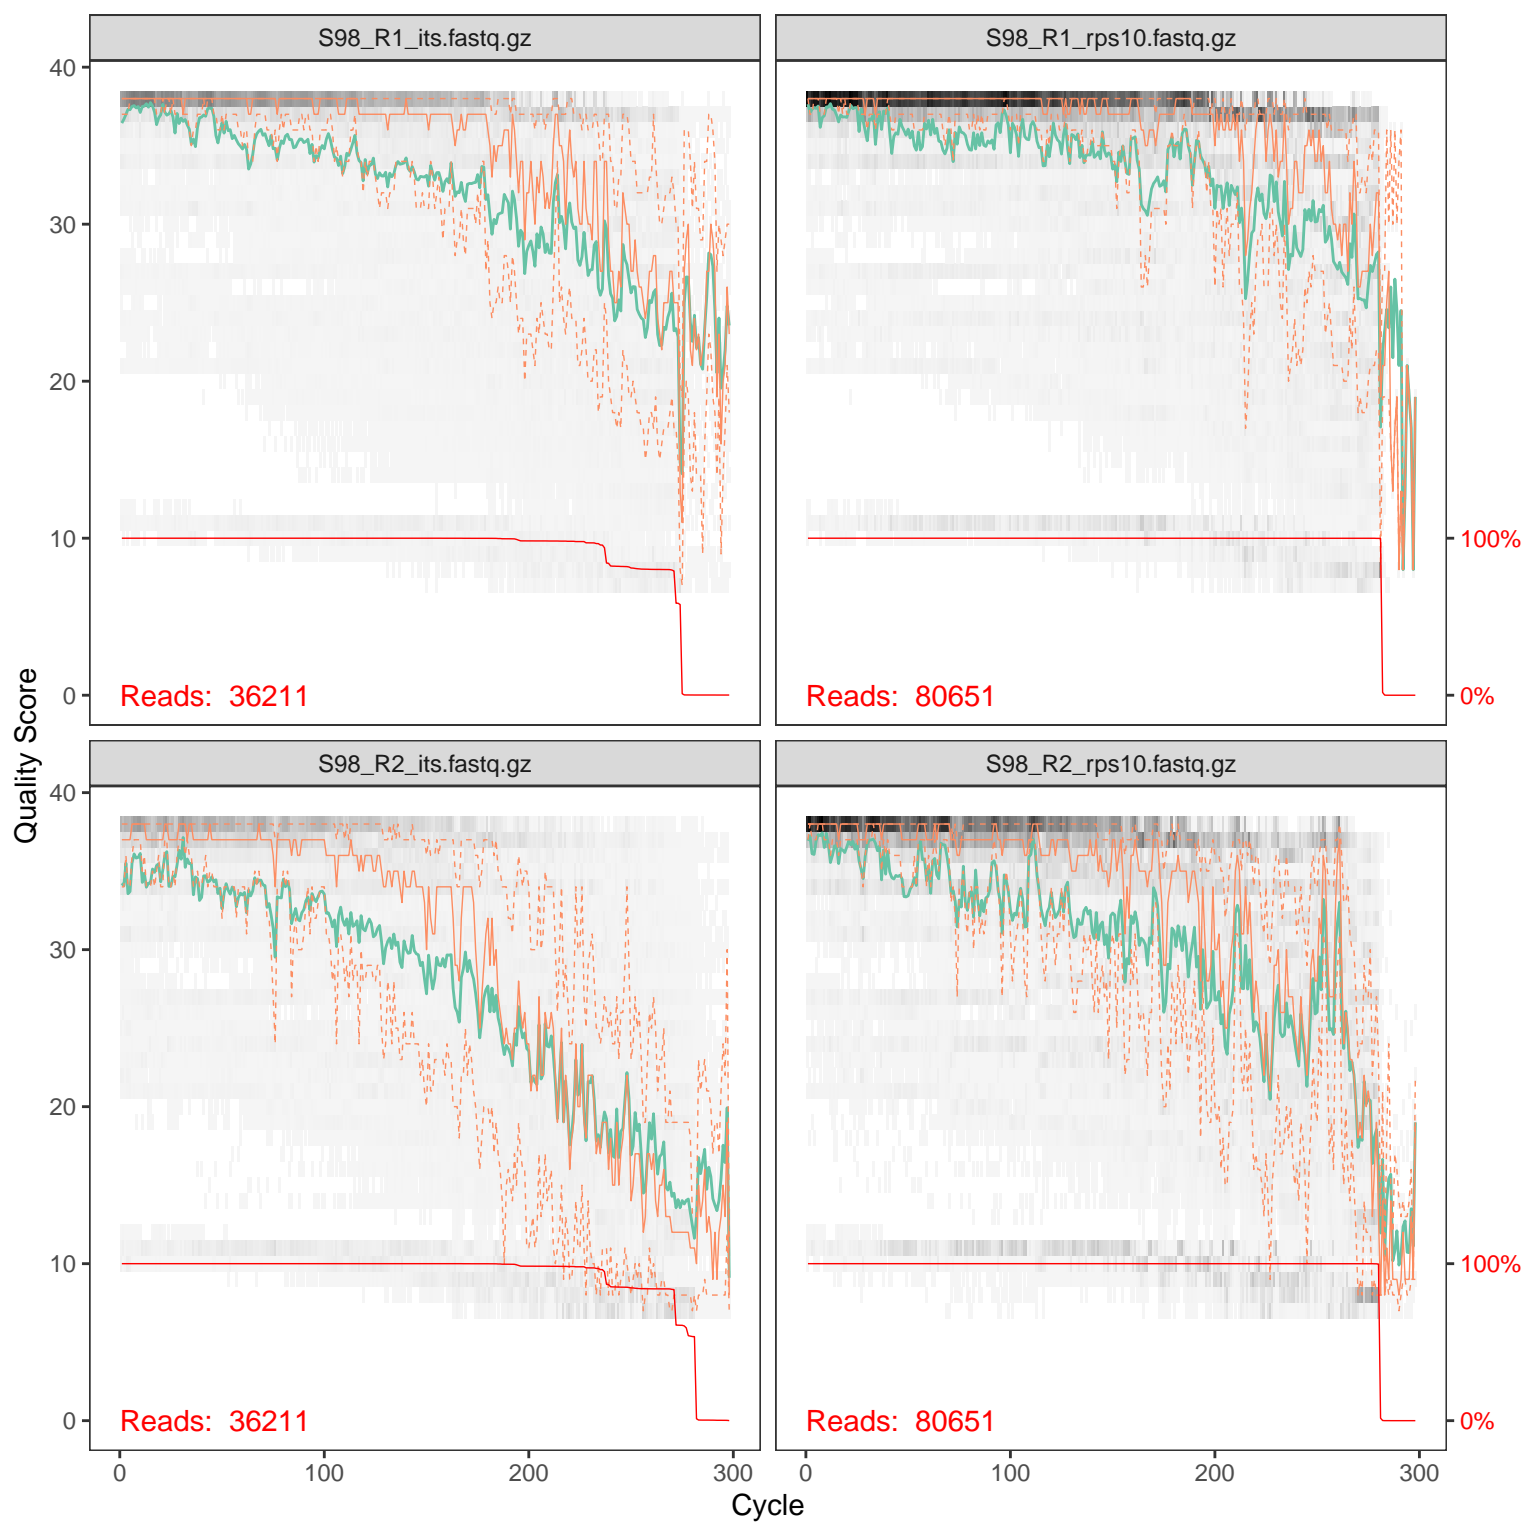 S98_R1_its.fastq.gz
S98_R1_rps10.fastq.gz
40
30
20
10
0
Reads: 36211
Reads: 80651
100%
0%
Quality Score
S98_R2_its.fastq.gz
S98_R2_rps10.fastq.gz
40
30
20
10
0
Reads: 36211
Reads: 80651
100%
0%
0 100 200 300
0 100 200 300
Cycle